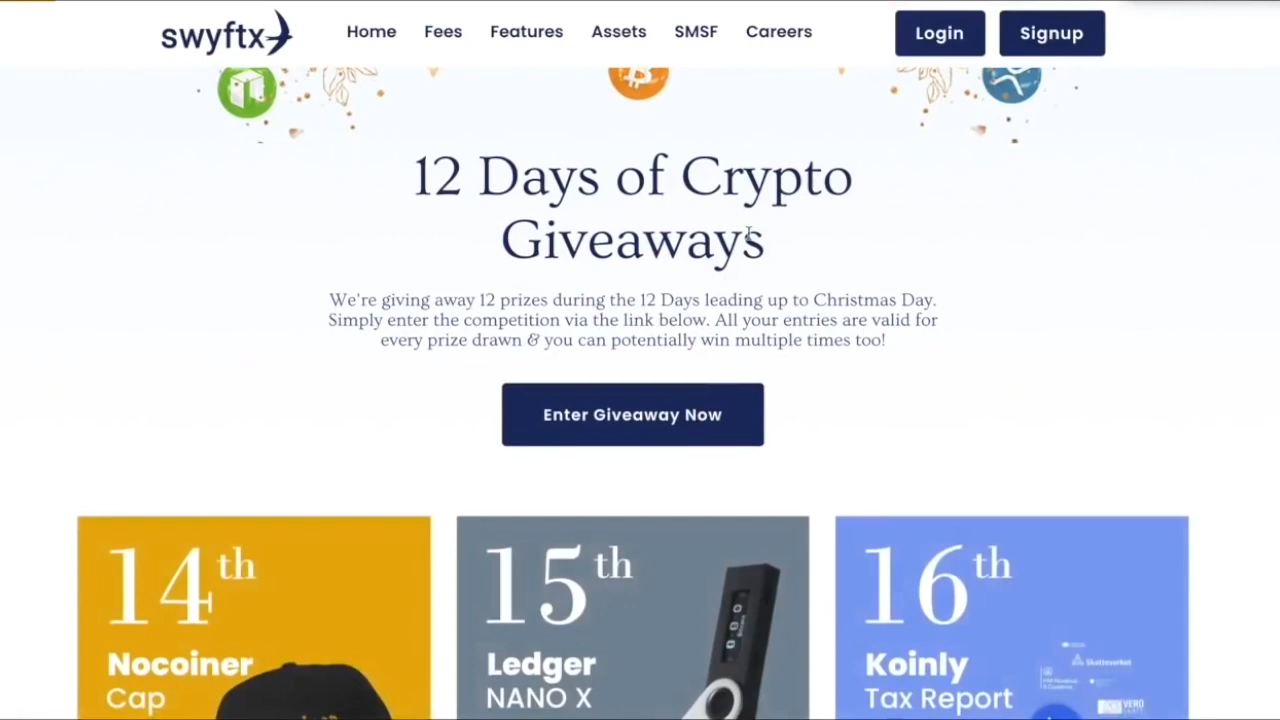 swyftx Home Fees Features Assets SMSF Careers Login Signup
12 Days of Crypto
Giveaways
We're giving away 12 prizes during the 12 Days leading up to Christmas Day.
Simply enter the competition via the link below. All your entries are valid for
every prize drawn & you can potentially win multiple times too!
Enter Giveaway Now
14th
Nocoiner
Cap
15th
Ledger
NANO X
16th
Koinly
Tax Report
Skatteverket
VERO